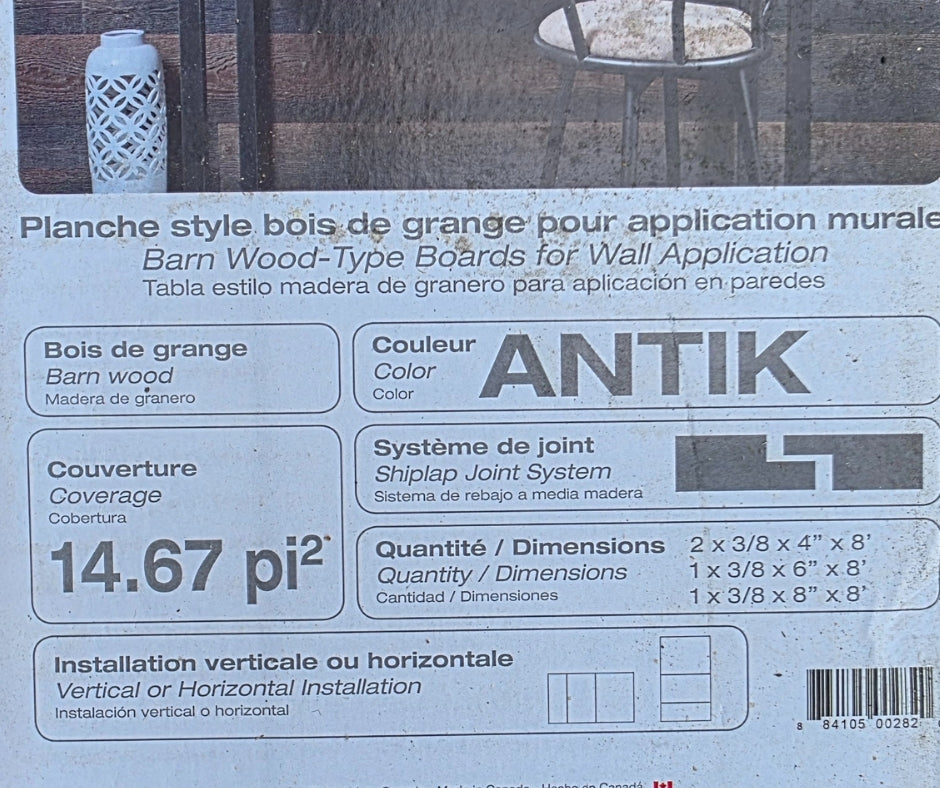 Planche style bois de grange pour application murale
Barn Wood-Type Boards for Wall Application
Tabla estilo madera de granero para aplicación en paredes
Bois de grange
Barn wood
Madera de granero
Couleur
Color
Color
ANTIK
Couverture
Coverage
Cobertura
14.67 pi²*
Système de joint
Shiplap Joint System
Sistema de rebajo a media madera
Quantité / Dimensions
Quantity / Dimensions
Cantidad / Dimensiones
2 x 3/8 x 4” x 8’
1 x 3/8 x 6” x 8’
1 x 3/8 x 8” x 8’
Installation verticale ou horizontale
Vertical or Horizontal Installation
Instalación vertical o horizontal
8 84105 00282